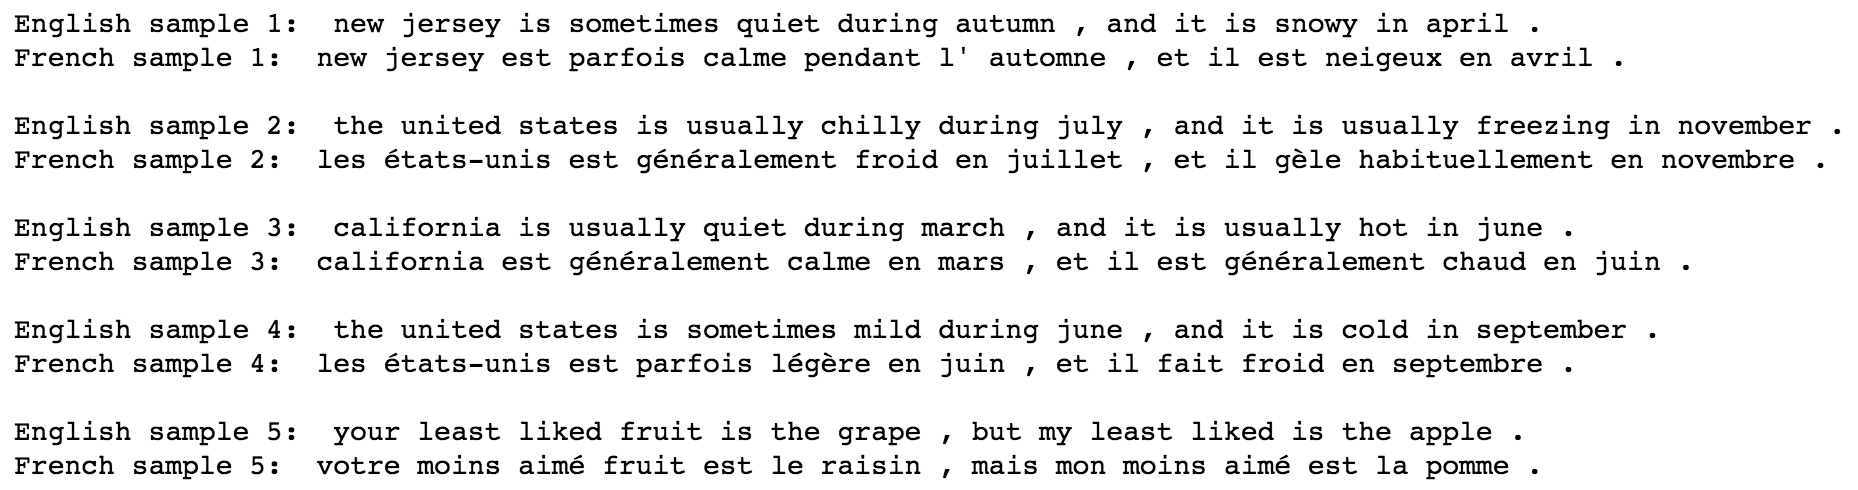 English sample 1:  new jersey is sometimes quiet during autumn , and it is snowy in april .
French sample 1:  new jersey est parfois calme pendant l' automne , et il est neigeux en avril .
English sample 2:  the united states is usually chilly during july , and it is usually freezing in november .
French sample 2:  les états-unis est généralement froid en juillet , et il gèle habituellement en novembre .
English sample 3:  california is usually quiet during march , and it is usually hot in june .
French sample 3:  california est généralement calme en mars , et il est généralement chaud en juin .
English sample 4:  the united states is sometimes mild during june , and it is cold in september .
French sample 4:  les états-unis est parfois légère en juin , et il fait froid en septembre .
English sample 5:  your least liked fruit is the grape , but my least liked is the apple .
French sample 5:  votre moins aimé fruit est le raisin , mais mon moins aimé est la pomme .